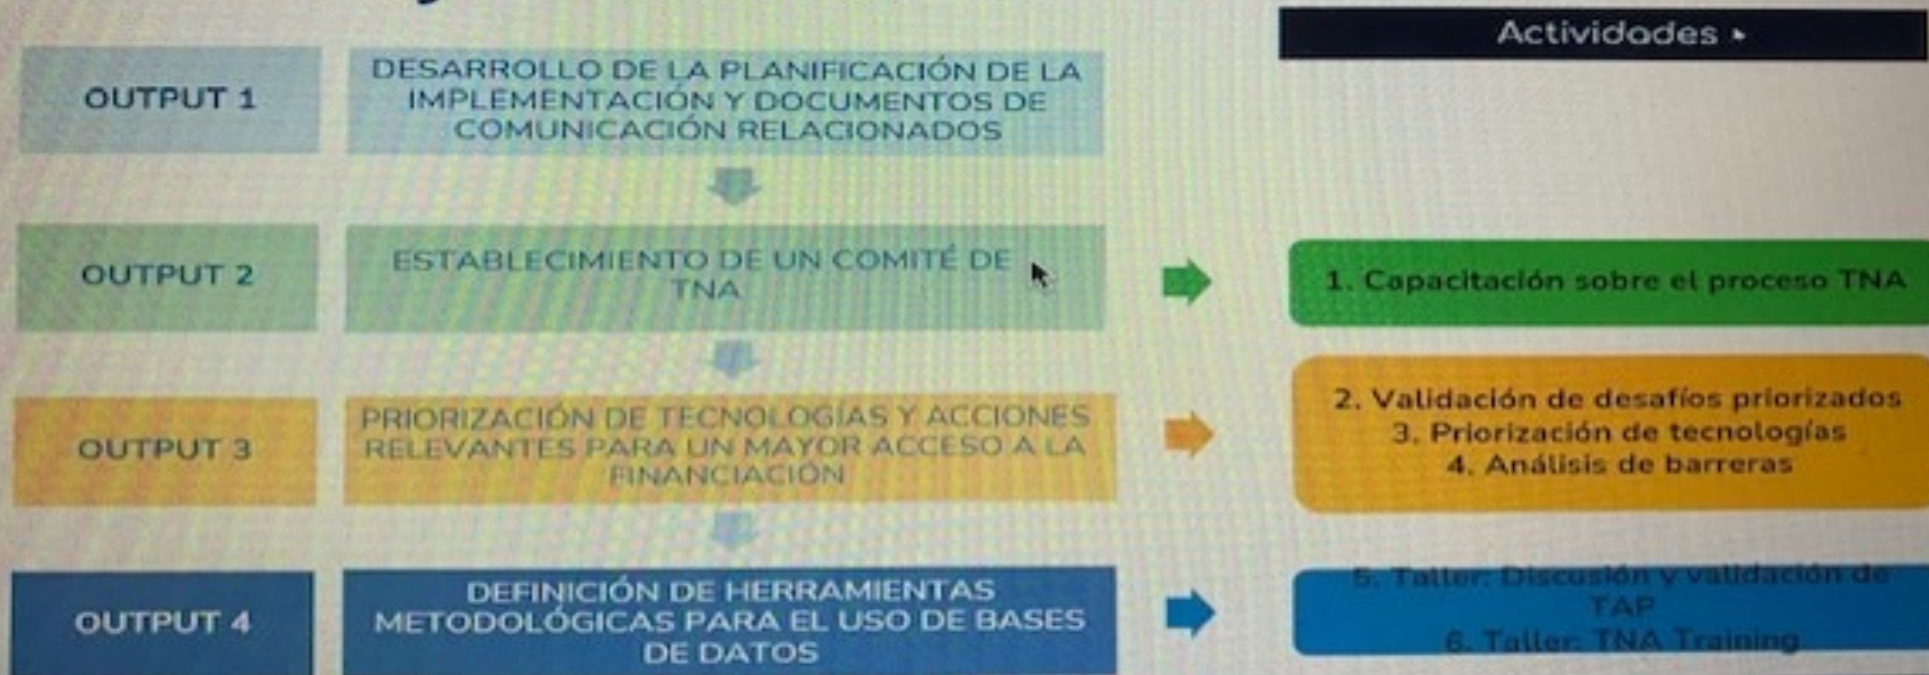 Actividades
OUTPUT 1
DESARROLLO DE LA PLANIFICACIÓN DE LA
IMPLEMENTACIÓN Y DOCUMENTOS DE
COMUNICACIÓN RELACIONADOS
OUTPUT 2
ESTABLECIMIENTO DE UN COMITÉ DE
TNA
1. Capacitación sobre el proceso TNA
OUTPUT 3
PRIORIZACIÓN DE TECNOLOGÍAS Y ACCIONES
RELEVANTES PARA UN MAYOR ACCESO A LA
FINANCIACIÓN
2. Validación de desafíos priorizados
3. Priorización de tecnologías
4. Análisis de barreras
OUTPUT 4
DEFINICIÓN DE HERRAMIENTAS
METODOLÓGICAS PARA EL USO DE BASES
DE DATOS
5. Taller: Discusión y validación de
TAP
6. Taller: TNA Training